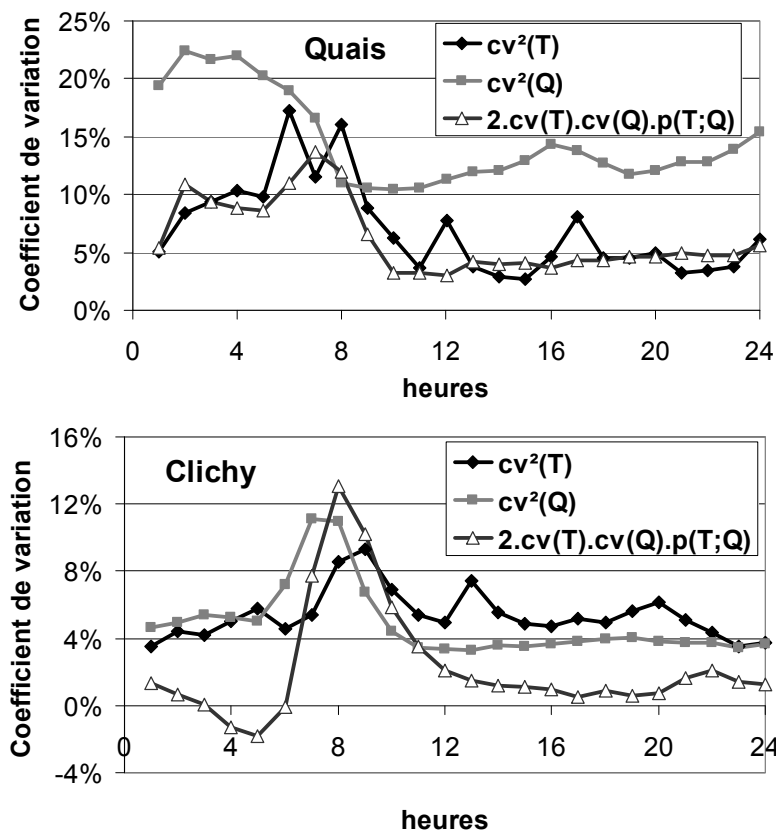 Quais
cv²(T)
cv²(Q)
2.cv(T).cv(Q).p(T;Q)
Coefficient de variation
25%
20%
15%
10%
5%
0%
0 4 8 12 16 20 24
heures
Clichy
cv²(T)
cv²(Q)
2.cv(T).cv(Q).p(T;Q)
Coefficient de variation
16%
12%
8%
4%
0%
-4%
0 4 8 12 16 20 24
heures